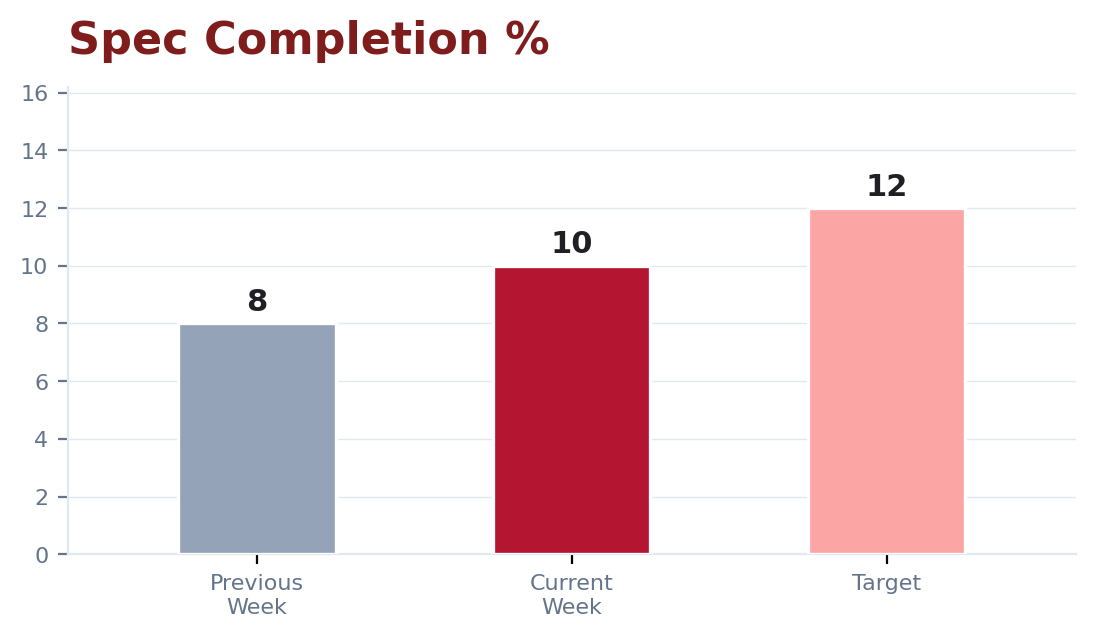 Spec Completion %
16
14
12
10
8
6
4
2
0
8
10
12
Previous
Week
Current
Week
Target